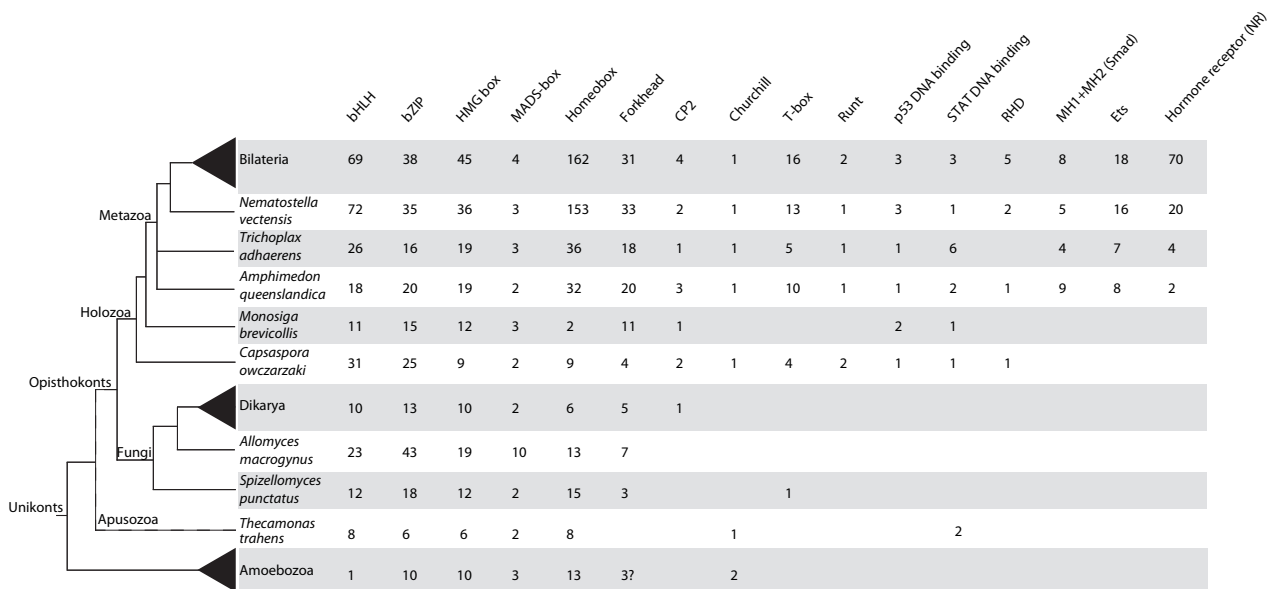 bHLH bZIP HMG box MADS-box Homeobox Forkhead CP2 Churchill T-box Runt p53 DNA binding STAT DNA binding RHD MH1+MH2 (Smad) Ets Hormone receptor (NR)
Bilateria 69 38 45 4 162 31 4 1 16 2 3 3 5 8 18 70
Metazoa
Nematostella
vectensis 72 35 36 3 153 33 2 1 13 1 3 1 2 5 16 20
Trichoplax
adhaerens 26 16 19 3 36 18 1 1 5 1 1 6 4 7 4
Amphimedon
queenslandica 18 20 19 2 32 20 3 1 10 1 1 2 1 9 8 2
Holozoa
Monosiga
brevicollis 11 15 12 3 2 11 1 2 1
Capsaspora
owczarzaki 31 25 9 2 9 4 2 1 4 2 1 1 1
Opisthokonts
Dikarya 10 13 10 2 6 5 1
Fungi
Allomyces
macrogynus 23 43 19 10 13 7
Spizellomyces
punctatus 12 18 12 2 15 3 1
Unikonts
Apusozoa
Thecamonas
trahens 8 6 6 2 8 1 2
Amoebozoa 1 10 10 3 13 3? 2